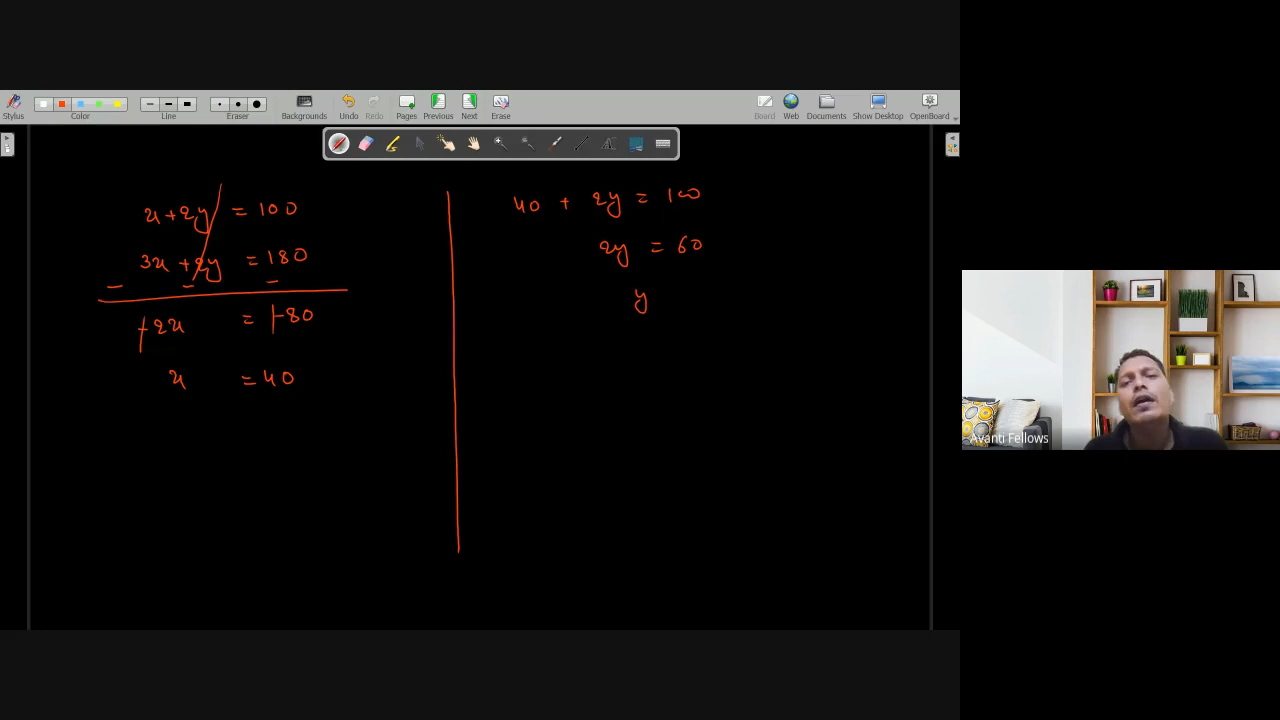 Stylus
Color
Line
Eraser
Backgrounds
Undo
Redo
Pages
Previous
Next
Erase
Board
Web
Documents
Show Desktop
OpenBoard
x + 2y = 100
3x + 2y = 180
- - -
-2x = -80
x = 40
40 + 2y = 100
2y = 60
y
Avanti Fellows